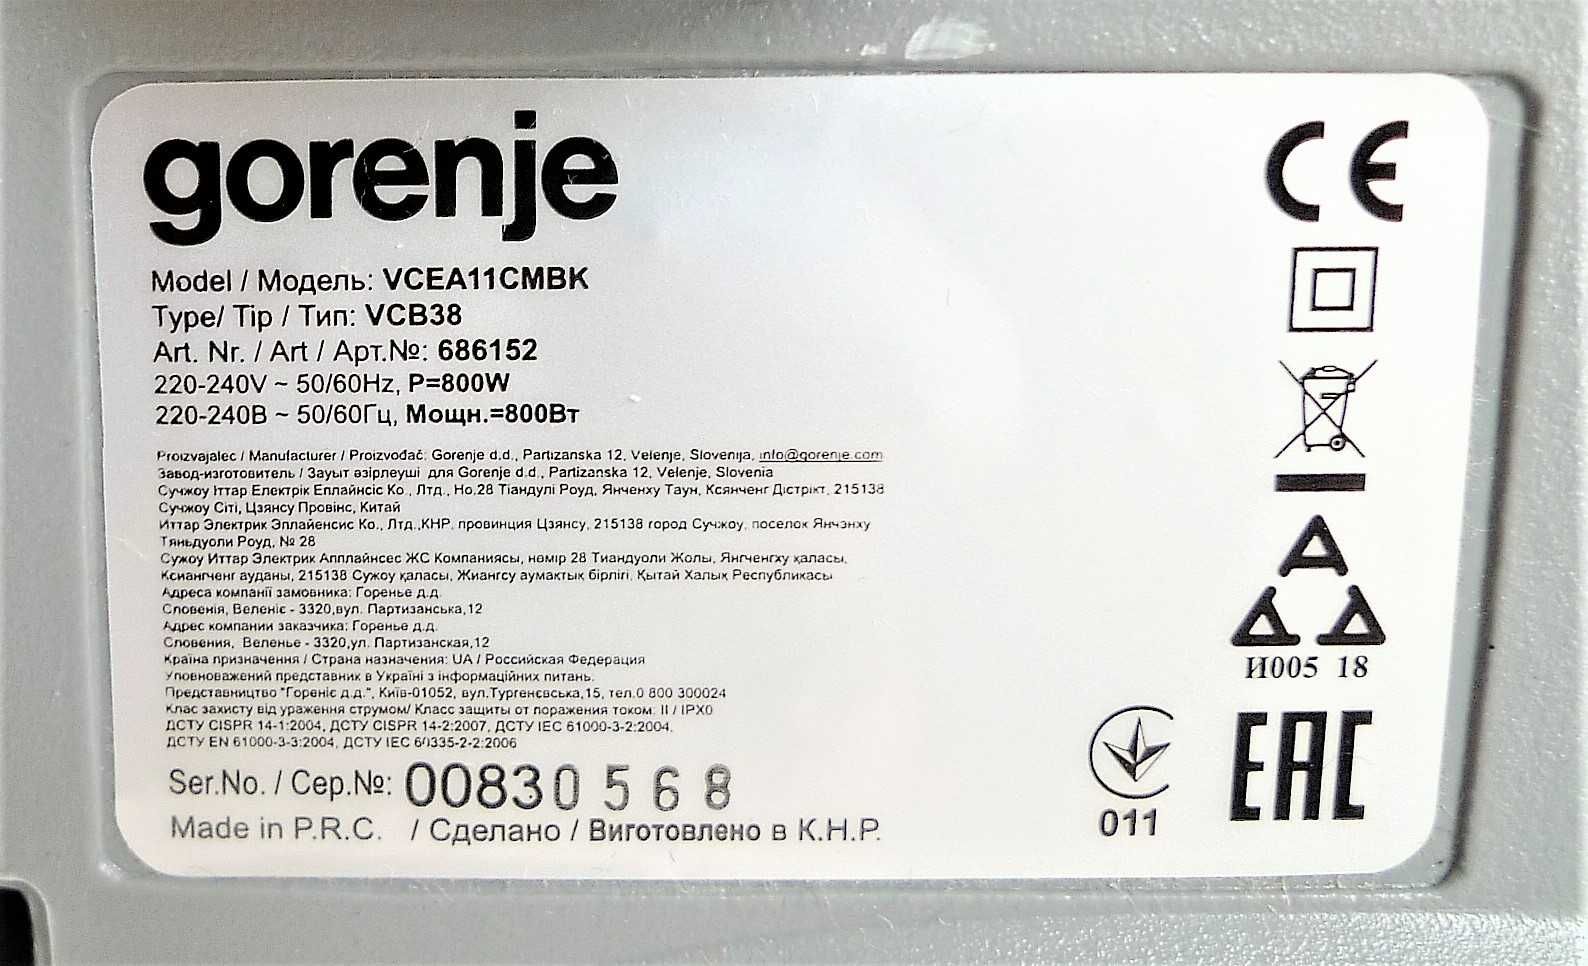 gorenje
CE
Model / Модель: VCEA11CMBK
Type/ Tip / Тип: VCB38
Art. Nr. / Art / Арт.№: 686152
220-240V ~ 50/60Hz, P=800W
220-240В ~ 50/60Гц, Мощн.=800Вт
Proizvajalec / Manufacturer / Proizvođač: Gorenje d.d., Partizanska 12, Velenje, Slovenija, info@gorenje.com
Завод-изготовитель / Зауыт әзірлеуші для Gorenje d.d., Partizanska 12, Velenje, Slovenia
Сучжоу Іттар Електрік Еплайнсіс Ко., Лтд., Но.28 Тіандулі Роуд, Янченху Таун, Ксянченг Дістрікт, 215138
Сучжоу Сіті, Цзянсу Провінс, Китай
Иттар Электрик Эплайенсис Ко., Лтд.,КНР, провинция Цзянсу, 215138 город Сучжоу, поселок Янчэнху
Тяньдуоли Роуд, № 28
Сужоу Иттар Электрик Апплайнсес ЖС Компаниясы, нөмір 28 Тиандуоли Жолы, Янгченгху қаласы,
Ксиангченг ауданы, 215138 Сужоу қаласы, Жиангсу аумактық бірлігі, Қытай Халық Республикасы
Адреса компанії замовника: Горенье д.д.
Словенія, Веленіє - 3320,вул. Партизанська,12
Адрес компании заказчика: Горенье д.д.
Словения, Веленье - 3320,ул. Партизанская,12
Країна призначення / Страна назначения: UA / Российская Федерация
Уповноважений представник в Україні з інформаційних питань:
Представництво "Гореніє д.д.", Київ-01052, вул.Тургенєвська,15, тел.0 800 300024
Клас захисту від ураження струмом/ Класс защиты от поражения током: II / IPX0
ДСТУ CISPR 14-1:2004, ДСТУ CISPR 14-2:2007, ДСТУ IEC 61000-3-2:2004,
ДСТУ EN 61000-3-3:2004, ДСТУ IEC 60335-2-2:2006
Ser.No. / Сер.№: 00830568
Made in P.R.C. / Сделано / Виготовлено в К.Н.Р.
И005 18
011
EAC